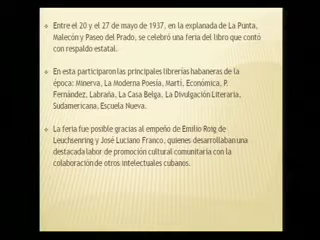 Entre el 20 y el 27 de mayo de 1937, en la explanada de La Punta,
Malecón y Paseo del Prado, se celebró una feria del libro que contó
con respaldo estatal.
En esta participaron las principales librerías habaneras de la
época: Minerva, La Moderna Poesía, Martí, Económica, P.
Fernández, Labraña, La Casa Belga, La Divulgación Literaria,
Sudamericana, Escuela Nueva.
La feria fue posible gracias al empeño de Emilio Roig de
Leuchsenring y José Luciano Franco, quienes desarrollaban una
destacada labor de promoción cultural comunitaria con la
colaboración de otros intelectuales cubanos.